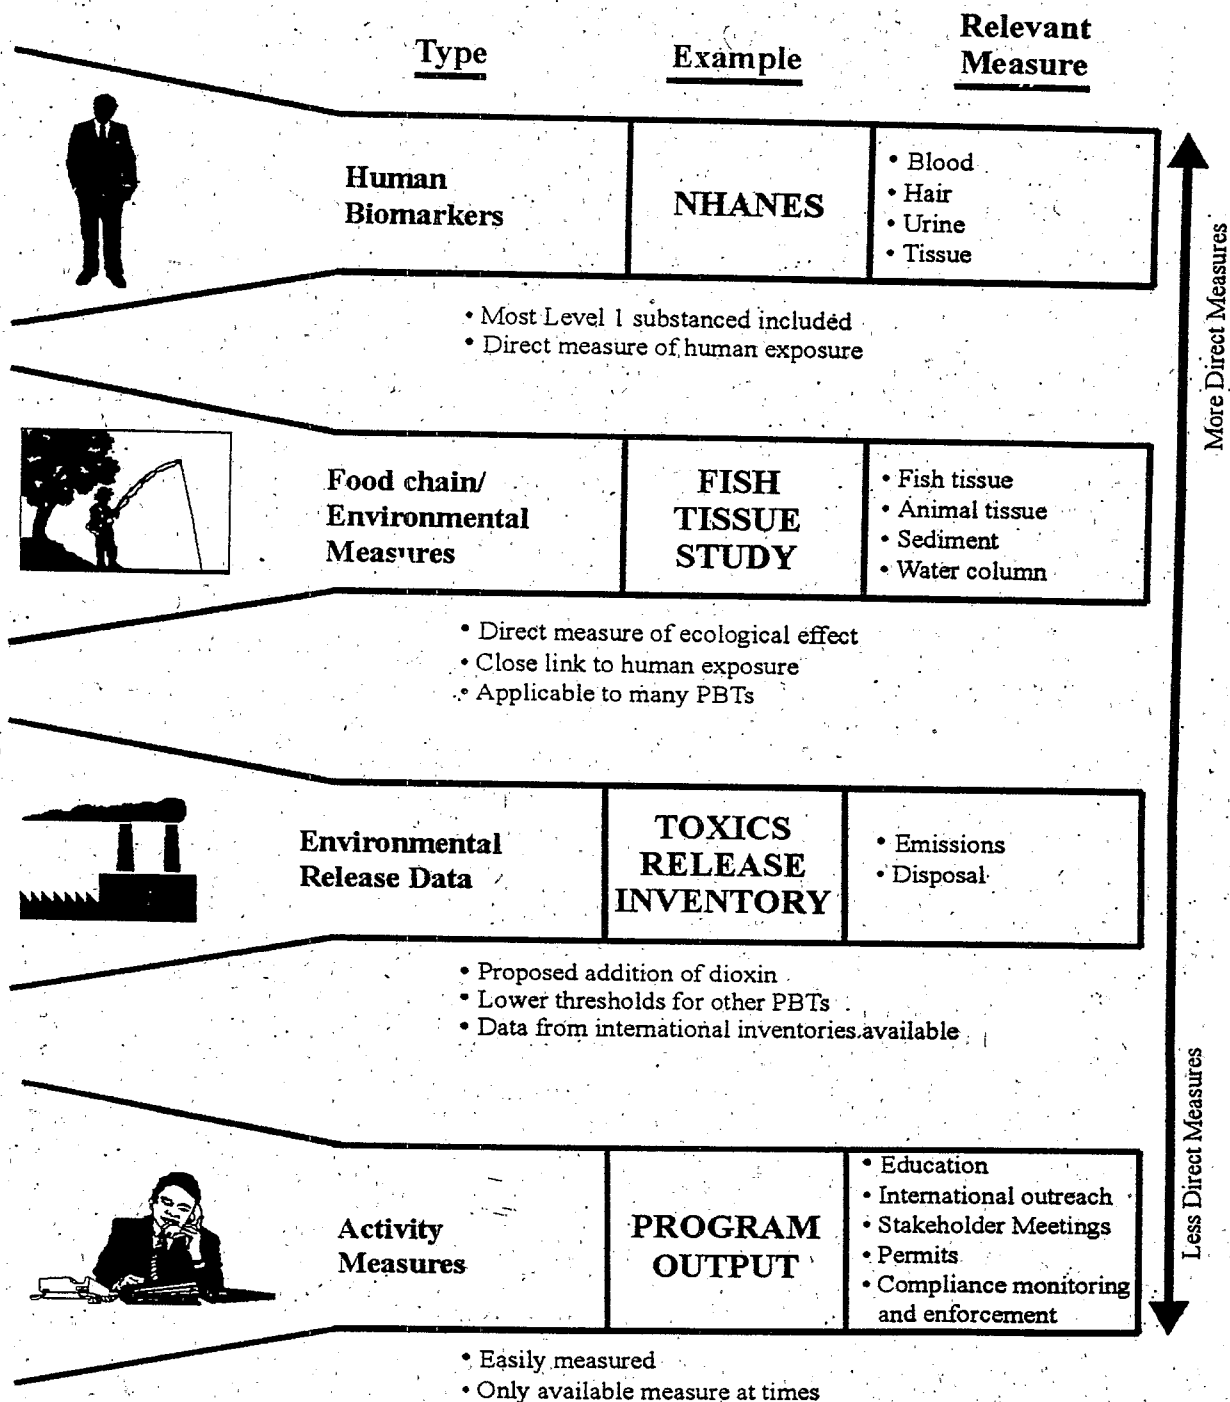 Type
Example
Relevant
Measure
Human
Biomarkers
NHANES
• Blood
• Hair
• Urine
• Tissue
• Most Level 1 substanced included
• Direct measure of human exposure
Food chain/
Environmental
Measures
FISH
TISSUE
STUDY
• Fish tissue
• Animal tissue
• Sediment
• Water column
• Direct measure of ecological effect
• Close link to human exposure
• Applicable to many PBTs
Environmental
Release Data
TOXICS
RELEASE
INVENTORY
• Emissions
• Disposal
• Proposed addition of dioxin
• Lower thresholds for other PBTs
• Data from international inventories available
Activity
Measures
PROGRAM
OUTPUT
• Education
• International outreach
• Stakeholder Meetings
• Permits
• Compliance monitoring
and enforcement
• Easily measured
• Only available measure at times
More Direct Measures
Less Direct Measures